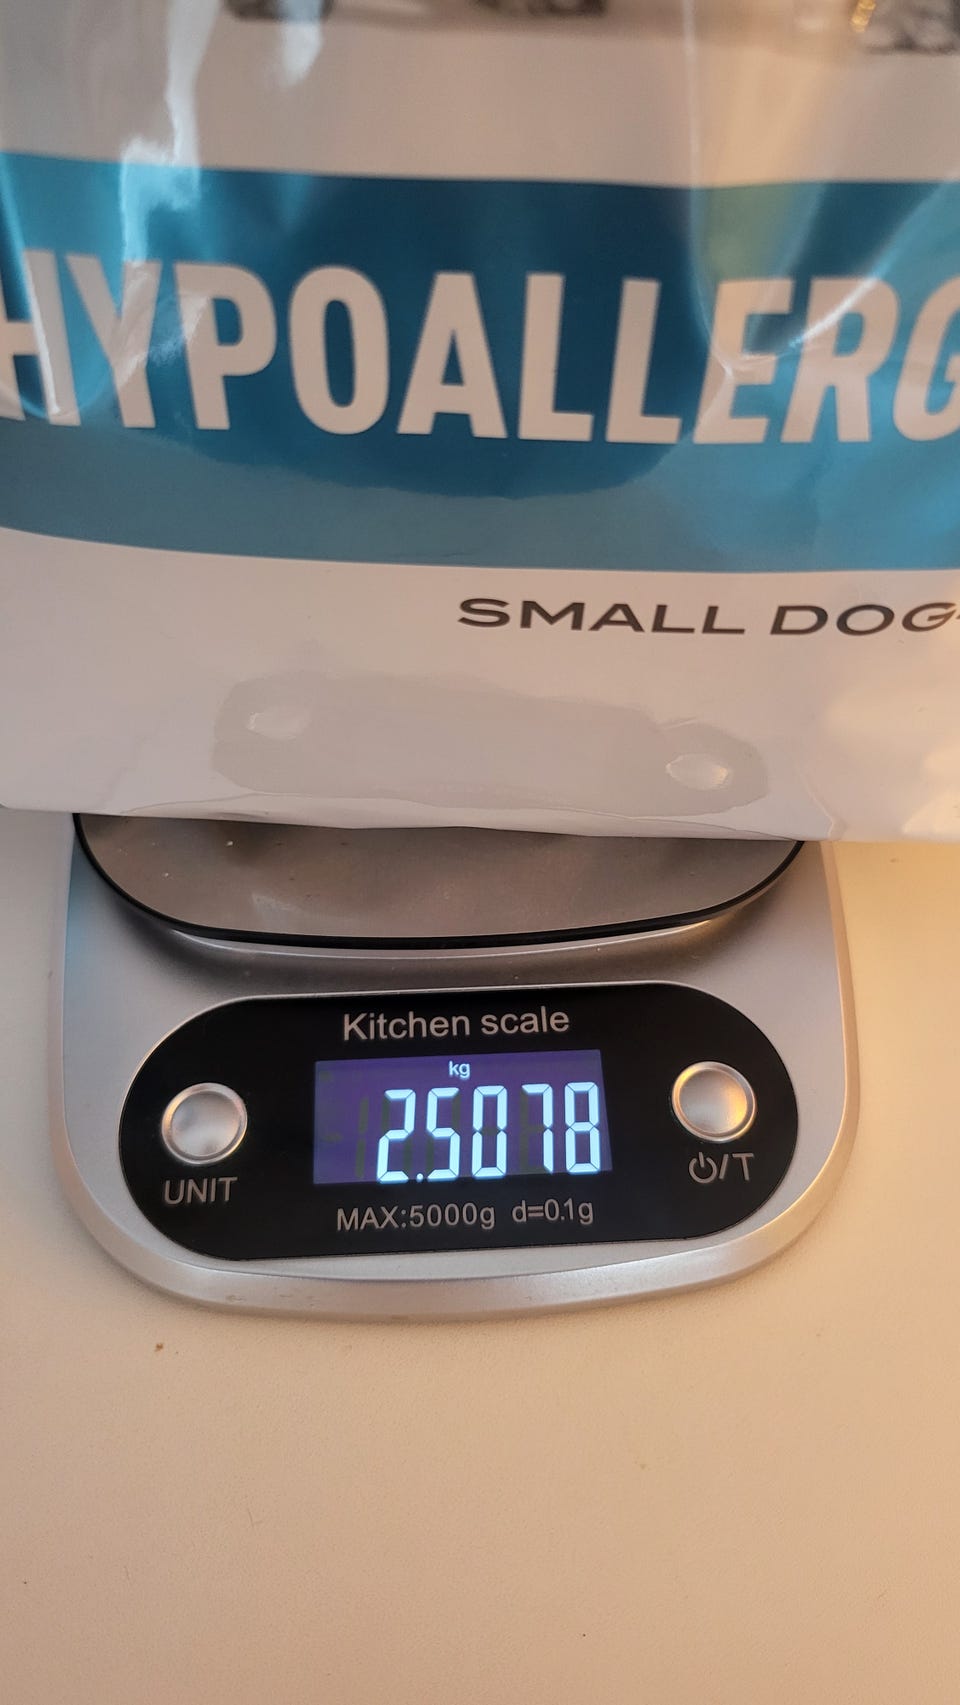 HYPOALLERG
SMALL DOG
Kitchen scale
kg
2.5078
UNIT
⏻/T
MAX:5000g d=0.1g